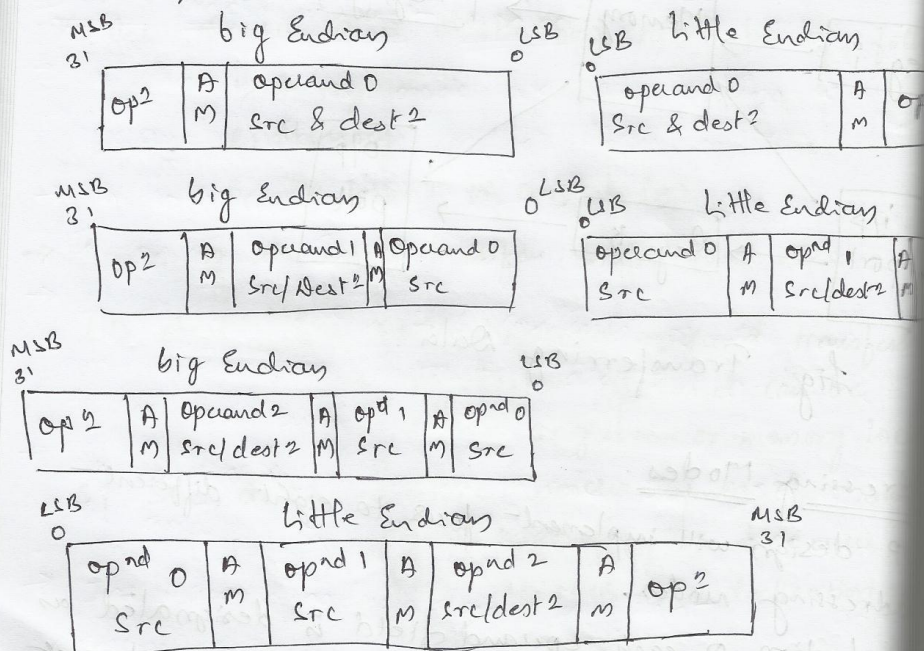 MSB big Endian LSB LSB Little Endian
31 0 0
op² A operand 0 operand 0 A op
M Src & dest² Src & dest² M
MSB big Endian LSB LSB Little Endian
31 0 0
op² A operand 1 A operand 0 operand 0 A opnd 1 A
M Src/Dest² M Src Src M Src/dest² M
MSB big Endian LSB
31 0
op² A operand 2 A opd 1 A opnd 0
M Src/dest² M Src M Src
LSB Little Endian MSB
0 31
opnd 0 A opnd 1 A opnd 2 A op²
Src M Src M Src/dest² M